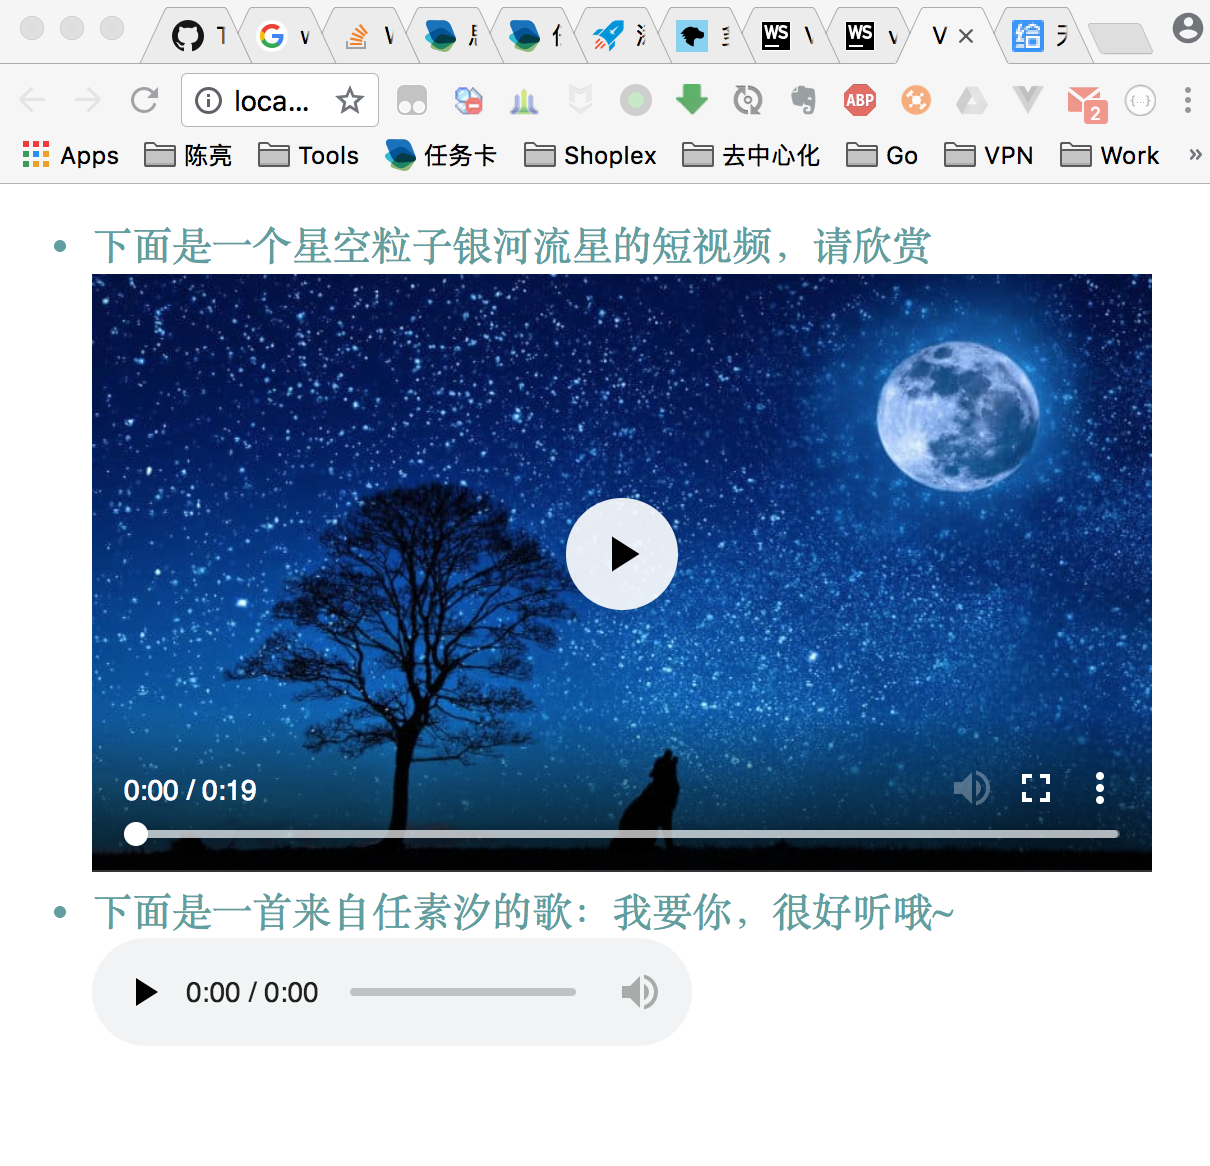 loca...
2
Apps 陈亮 Tools 任务卡 Shoplex 去中心化 Go VPN Work »
下面是一个星空粒子银河流星的短视频，请欣赏
0:00 / 0:19
下面是一首来自任素汐的歌：我要你，很好听哦~
0:00 / 0:00